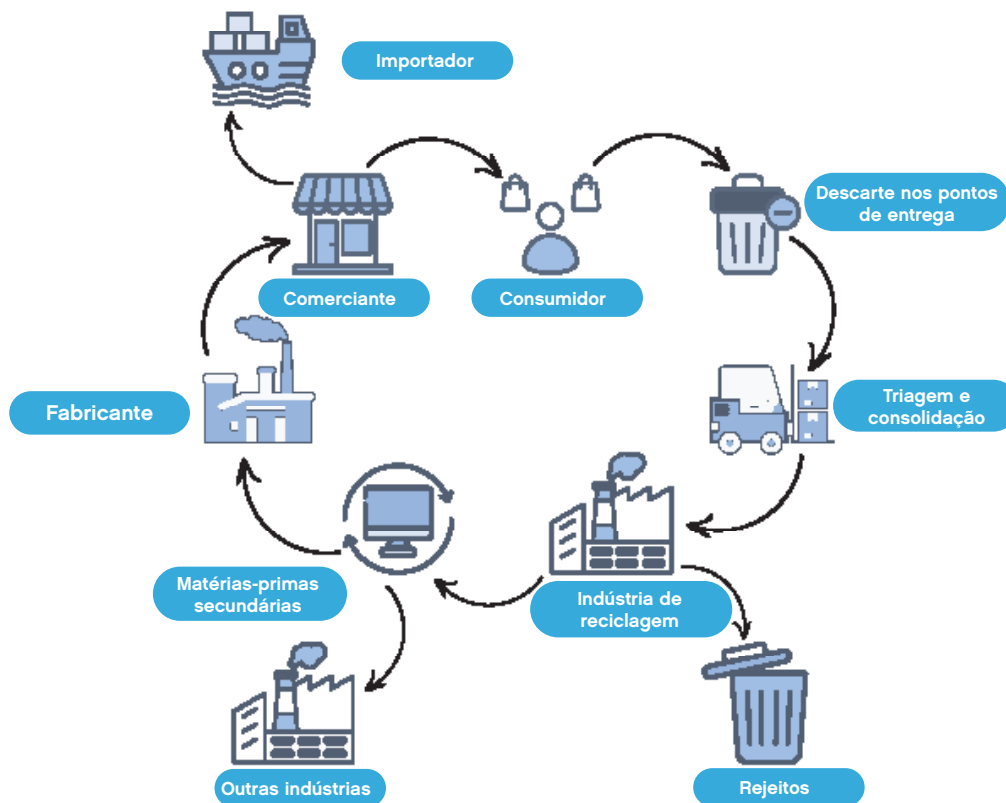 Importador
Descarte nos pontos
de entrega
Comerciante
Consumidor
Fabricante
Triagem e
consolidação
Matérias-primas
secundárias
Indústria de
reciclagem
Outras indústrias
Rejeitos